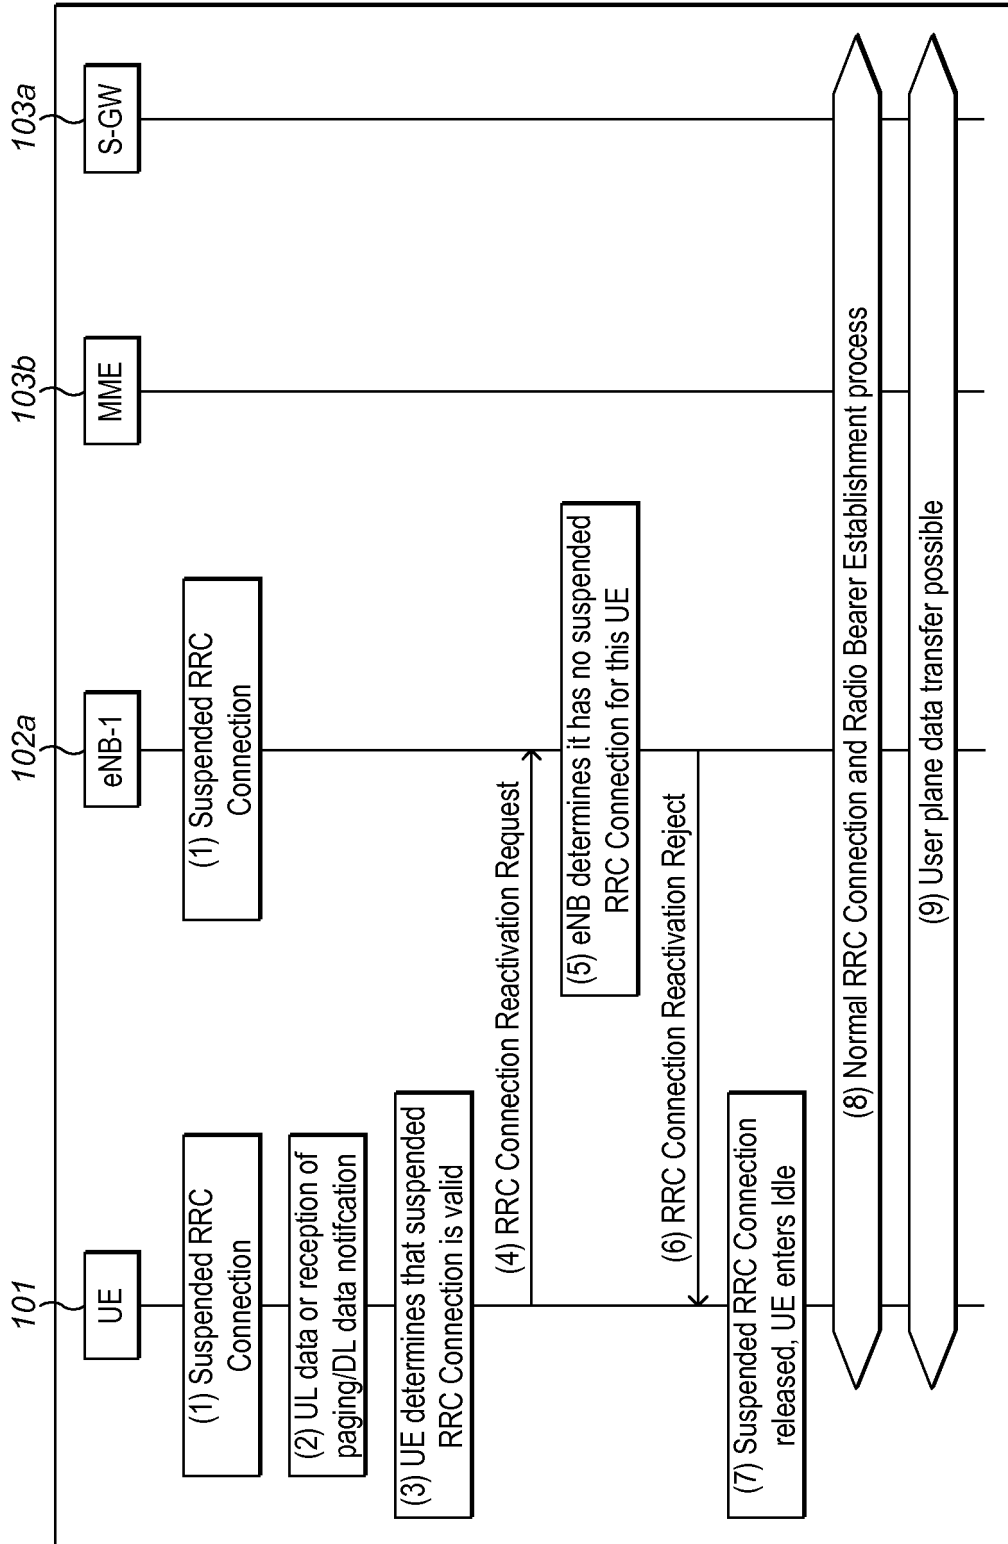 101
102a
103b
103a
UE
eNB-1
MME
S-GW
(1) Suspended RRC
Connection
(1) Suspended RRC
Connection
(2) UL data or reception of
paging/DL data notifcation
(3) UE determines that suspended
RRC Connection is valid
(4) RRC Connection Reactivation Request
(5) eNB determines it has no suspended
RRC Connection for this UE
(6) RRC Connection Reactivation Reject
(7) Suspended RRC Connection
released, UE enters Idle
(8) Normal RRC Connection and Radio Bearer Establishment process
(9) User plane data transfer possible